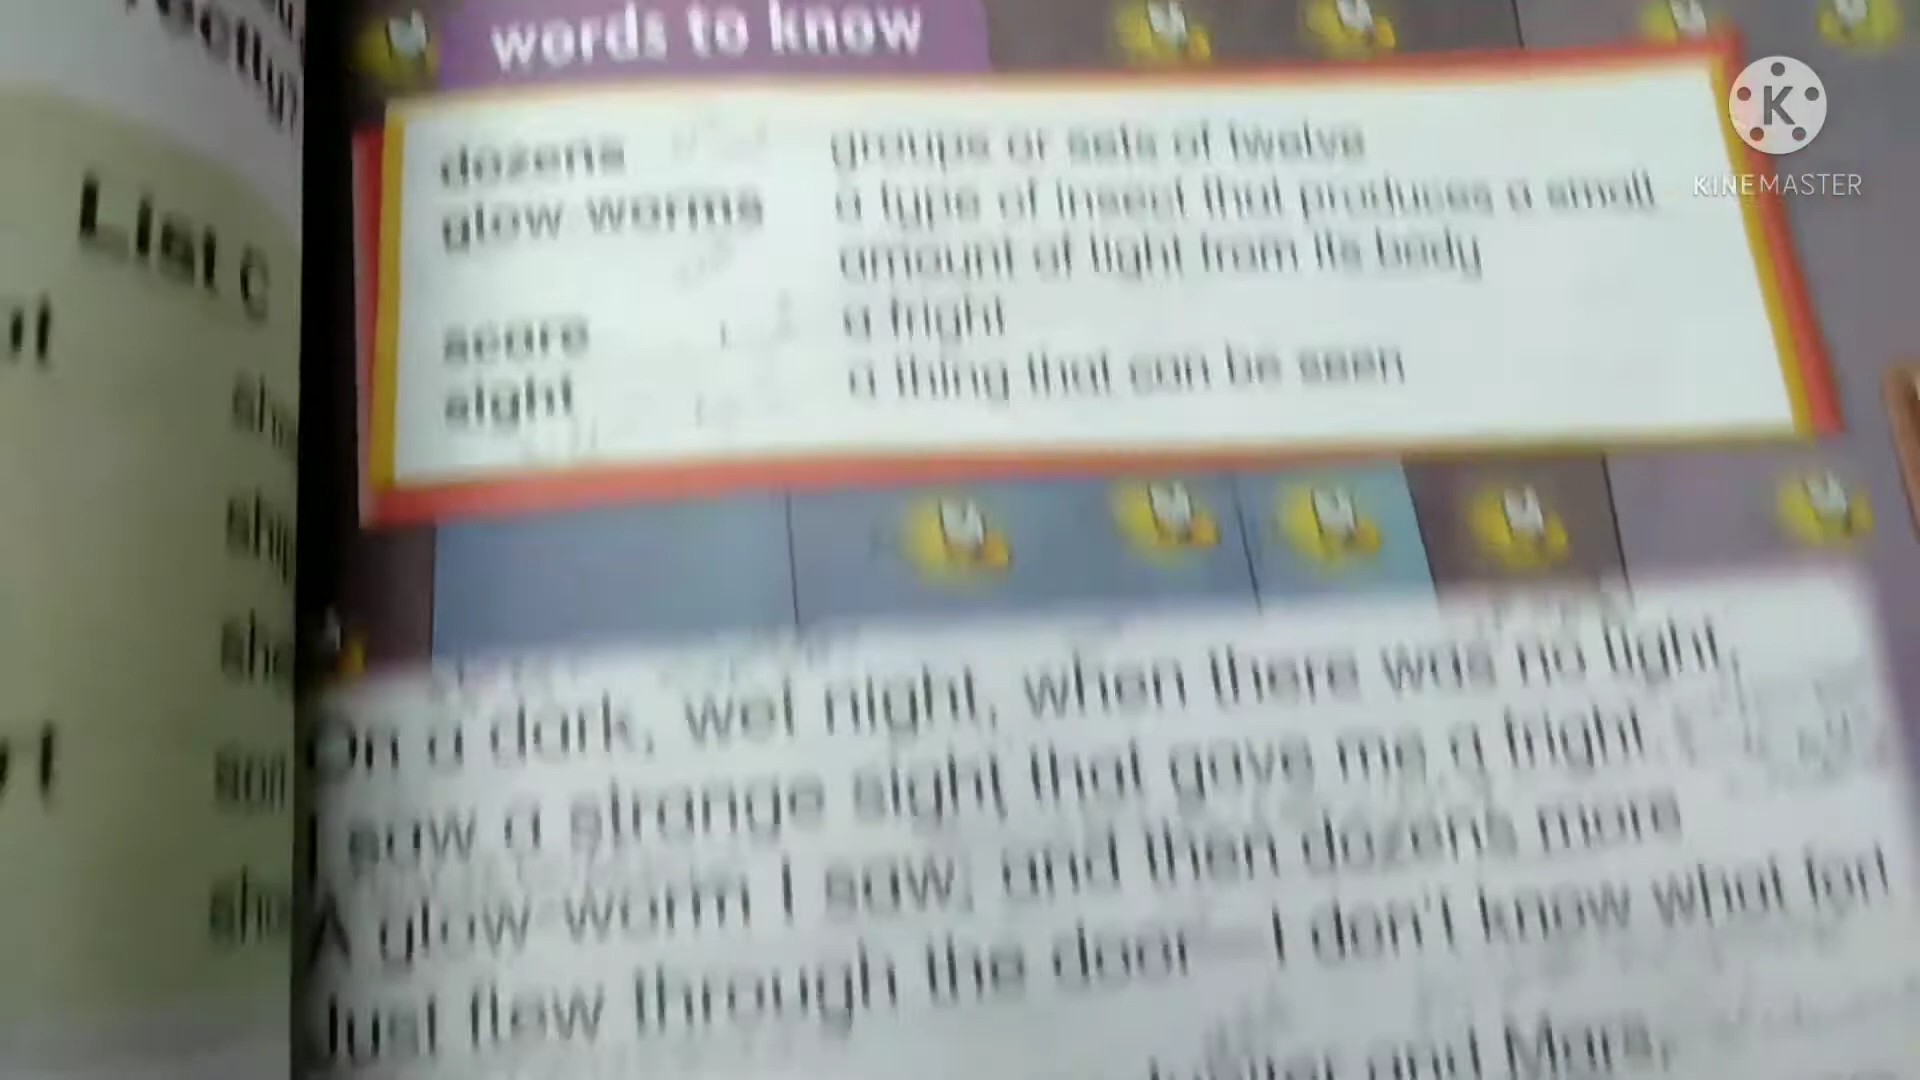 words to know
dozens groups or sets of twelve
glow-worms a type of insect that produces a small
amount of light from its body
scare a fright
sight a thing that can be seen
List C
On a dark, wet night, when there was no light,
I saw a strange sight that gave me a fright.
A glow-worm I saw, and then dozens more
Just flew through the door—I don't know what for!
Jupiter and Mars,
KINEMASTER